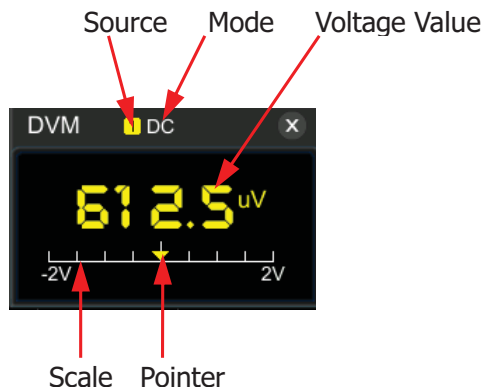 Source Mode Voltage Value
DVM 1 DC X
612.5 uV
-2V 2V
Scale Pointer